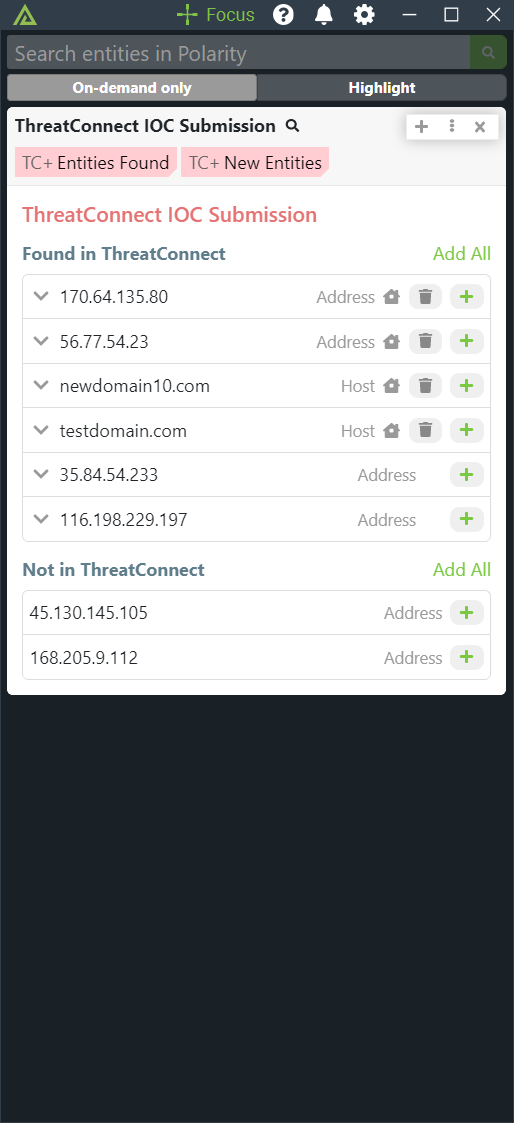 Focus
Search entities in Polarity
On-demand only Highlight
ThreatConnect IOC Submission
TC+ Entities Found TC+ New Entities
ThreatConnect IOC Submission
Found in ThreatConnect Add All
170.64.135.80 Address
56.77.54.23 Address
newdomain10.com Host
testdomain.com Host
35.84.54.233 Address
116.198.229.197 Address
Not in ThreatConnect Add All
45.130.145.105 Address
168.205.9.112 Address